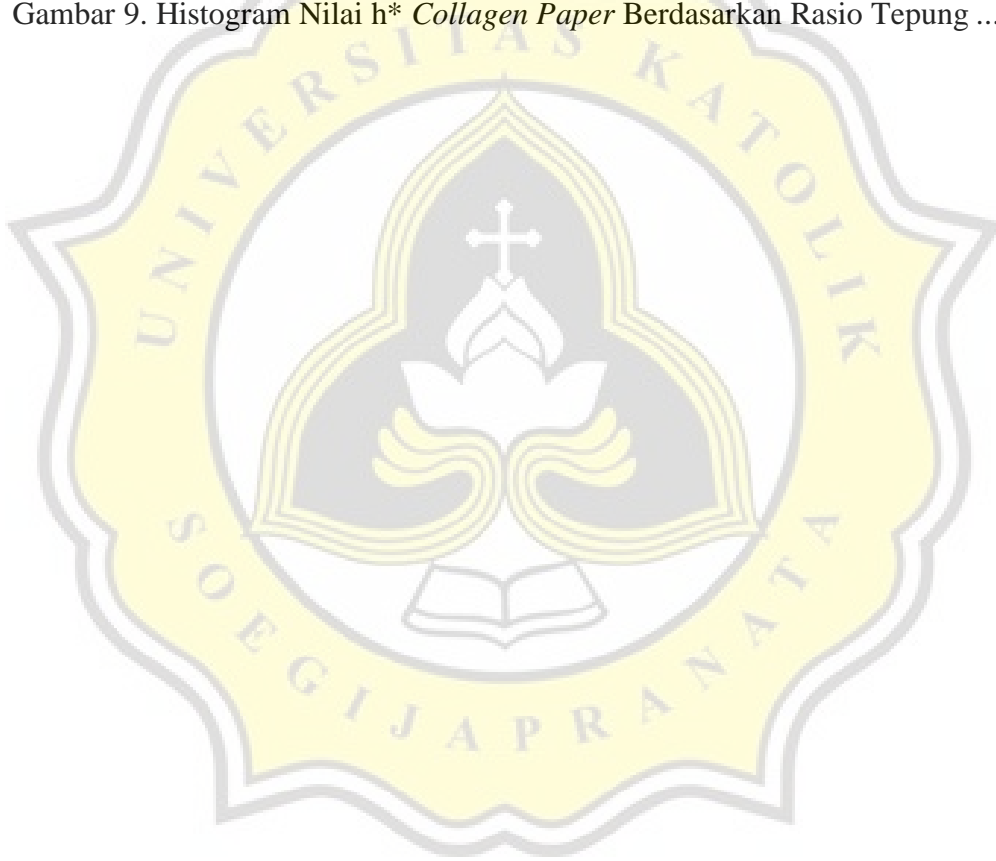 Gambar 9. Histogram Nilai h* Collagen Paper Berdasarkan Rasio Tepung ...
UNIVERSITAS KATOLIK
SOEGIJAPRANATA